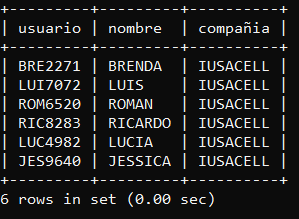 +---------+---------+----------+
| usuario | nombre | compañia |
+---------+---------+----------+
| BRE2271 | BRENDA | IUSACELL |
| LUI7072 | LUIS | IUSACELL |
| ROM6520 | ROMAN | IUSACELL |
| RIC8283 | RICARDO | IUSACELL |
| LUC4982 | LUCIA | IUSACELL |
| JES9640 | JESSICA | IUSACELL |
+---------+---------+----------+
6 rows in set (0.00 sec)